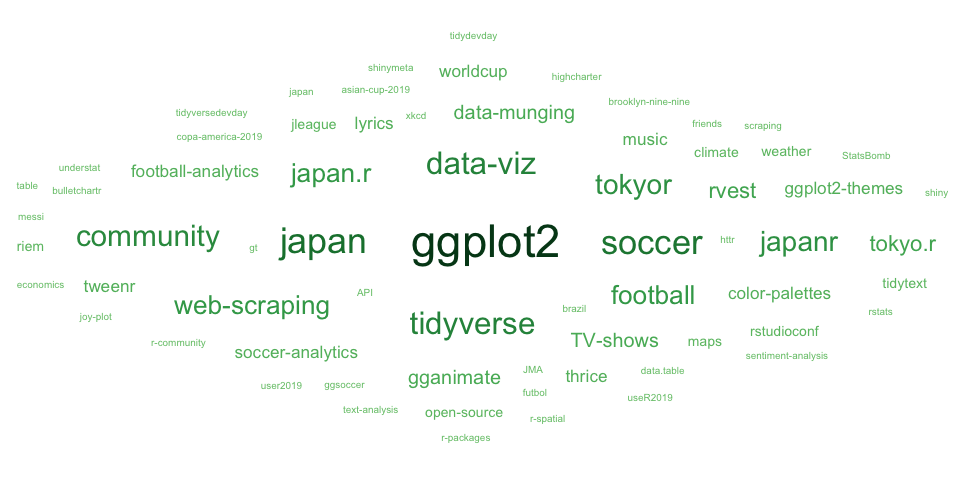 tidydevday
shinymeta
worldcup
highcharter
japan
asian-cup-2019
brooklyn-nine-nine
tidyversedevday
jleague
lyrics
xkcd
data-munging
friends
scraping
copa-america-2019
music
climate
weather
StatsBomb
understat
football-analytics
japan.r
data-viz
table
bulletchartr
tokyor
rvest
ggplot2-themes
shiny
messi
riem
community
gt
japan
ggplot2
soccer
httr
japanr
tokyo.r
economics
tweenr
API
football
color-palettes
tidytext
joy-plot
web-scraping
brazil
rstats
tidyverse
r-community
soccer-analytics
TV-shows
maps
rstudioconf
sentiment-analysis
user2019
ggsoccer
gganimate
JMA
thrice
data.table
futbol
useR2019
text-analysis
open-source
r-spatial
r-packages